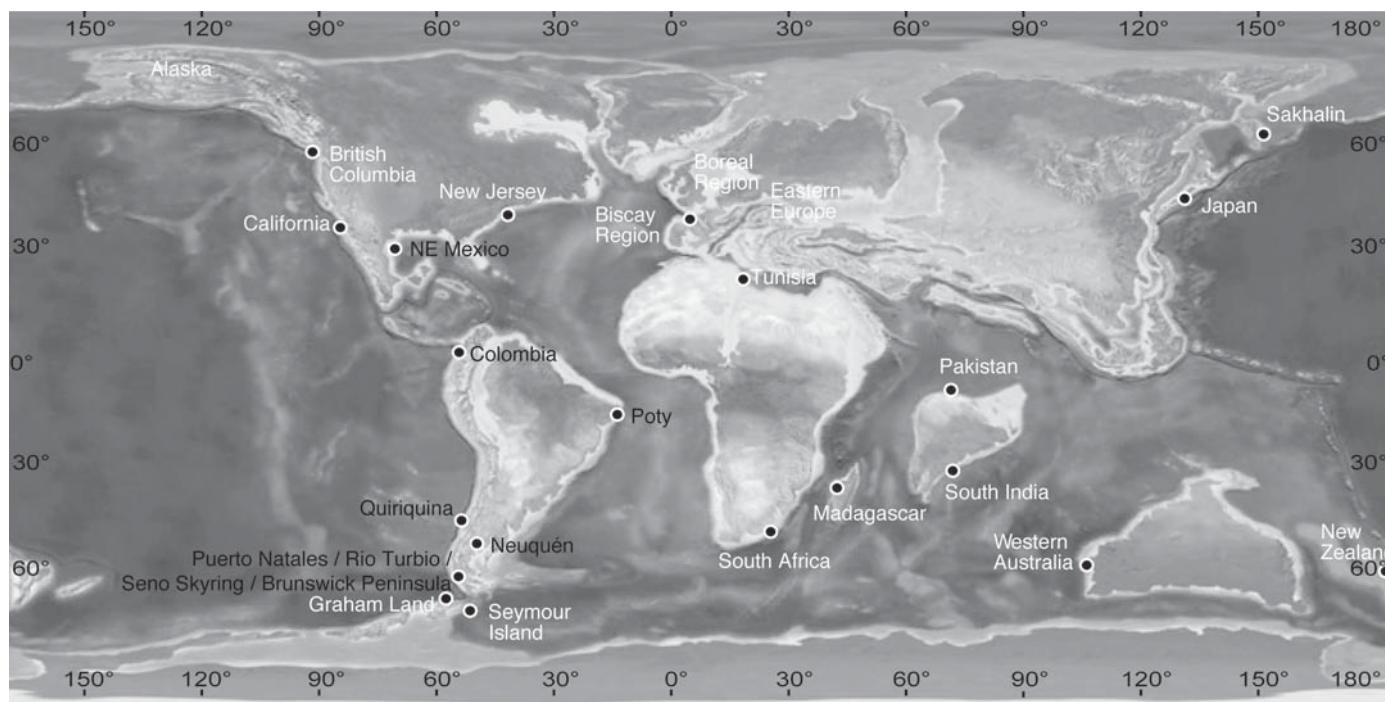 150° 120° 90° 60° 30° 0 30° 60° 90° 120° 150° 180°
Alaska
Sakhalin
60°
60°
British
Columbia
Boreal
Region
New Jersey
Eastern
Europe
California
Biscay
Region
Japan
30°
NE Mexico
30°
Tunisia
Colombia
0°
0°
Pakistan
Poty
30°
30°
South India
Quiriquina
Madagascar
Neuquén
South Africa
Western
Australia
New
Zealand
Puerto Natales / Rio Turbio /
60°
Seno Skyring / Brunswick Peninsula
60°
Graham Land
Seymour
Island
150° 120° 90° 60° 30° 0° 30° 60° 90° 120° 150° 180°